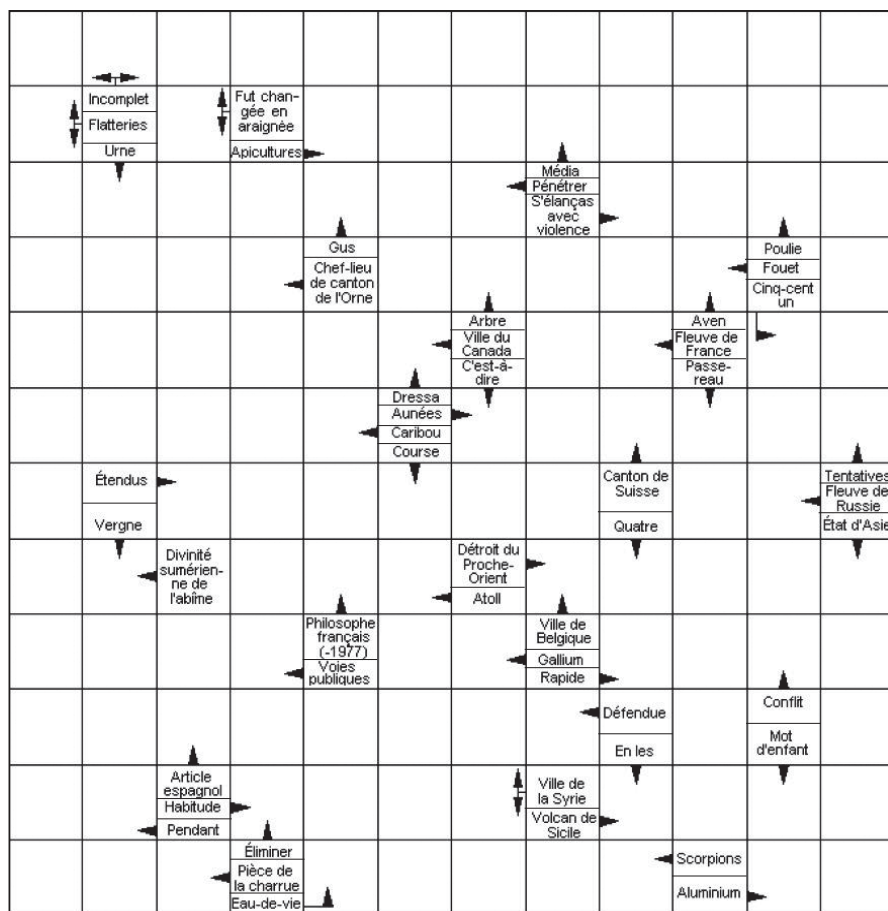 Incomplet
Flatteries
Urne
Fut chan-
gée en
araignée
Apicultures
Média
Pénétrer
S'élanças
avec
violence
Gus
Chef-lieu
de canton
de l'Orne
Poulie
Fouet
Cinq-cent
un
Arbre
Ville du
Canada
C'est-à-
dire
Aven
Fleuve de
France
Passe-
reau
Dressa
Aunées
Caribou
Course
Étendus
Vergne
Canton de
Suisse
Quatre
Tentatives
Fleuve de
Russie
État d'Asie
Divinité
sumérien-
ne de
l'abîme
Détroit du
Proche-
Orient
Atoll
Philosophe
français
(-1977)
Voies
publiques
Ville de
Belgique
Gallium
Rapide
Défendue
En les
Conflit
Mot
d'enfant
Article
espagnol
Habitude
Pendant
Ville de
la Syrie
Volcan de
Sicile
Éliminer
Pièce de
la charrue
Eau-de-vie
Scorpions
Aluminium